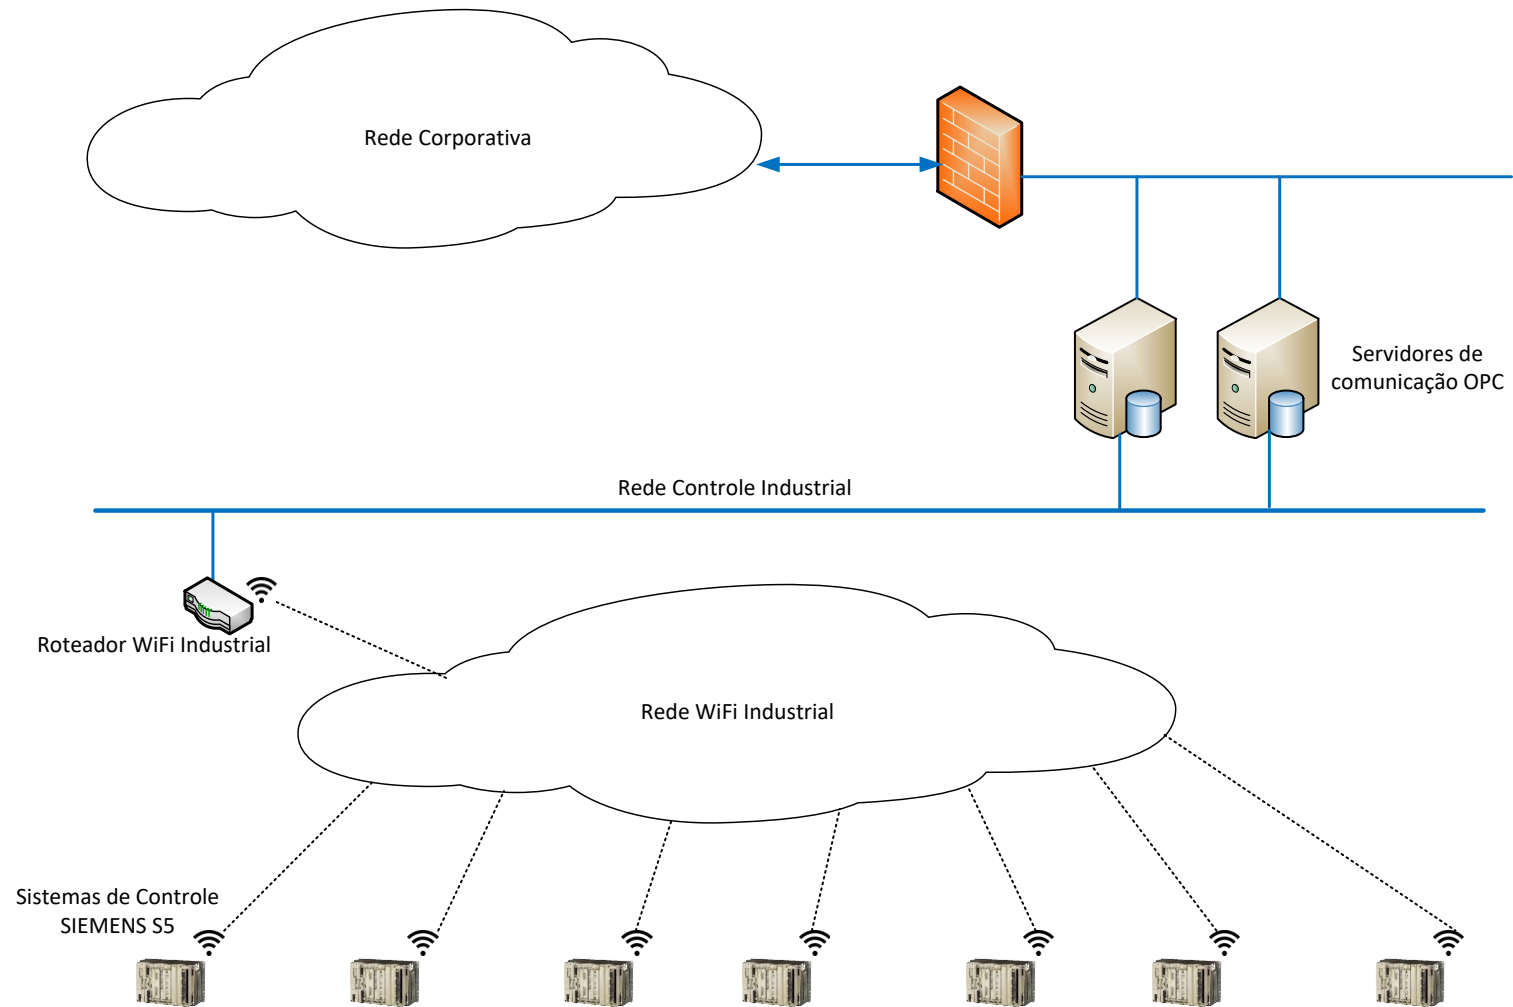 Rede Corporativa
Servidores de
comunicação OPC
Rede Controle Industrial
Roteador WiFi Industrial
Rede WiFi Industrial
Sistemas de Controle
SIEMENS S5